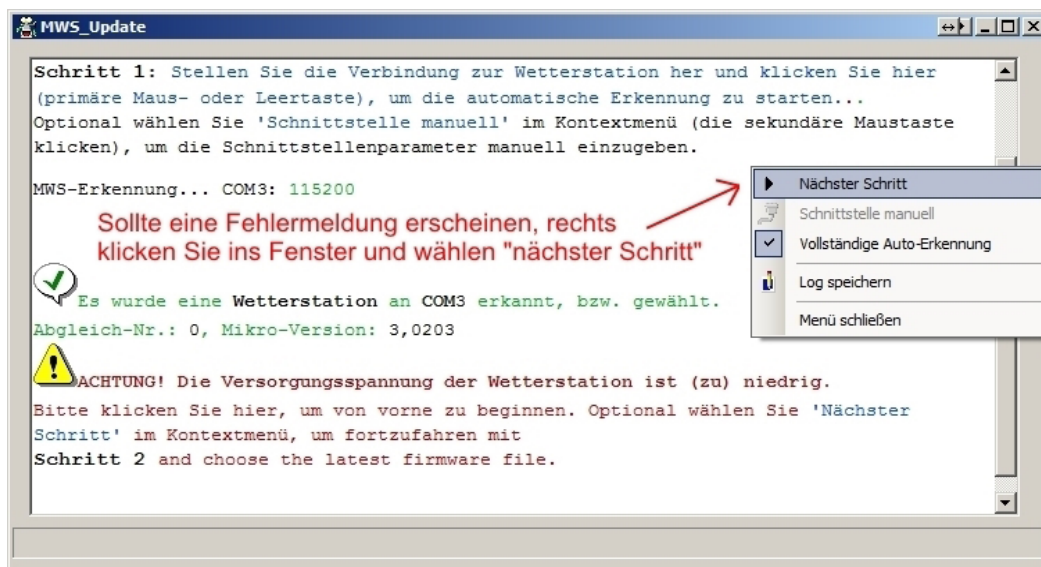 MWS_Update
Schritt 1: Stellen Sie die Verbindung zur Wetterstation her und klicken Sie hier
(primäre Maus- oder Leertaste), um die automatische Erkennung zu starten...
Optional wählen Sie 'Schnittstelle manuell' im Kontextmenü (die sekundäre Maustaste
klicken), um die Schnittstellenparameter manuell einzugeben.
MWS-Erkennung... COM3: 115200
Sollte eine Fehlermeldung erscheinen, rechts
klicken Sie ins Fenster und wählen "nächster Schritt"
Nächster Schritt
Schnittstelle manuell
Vollständige Auto-Erkennung
Log speichern
Menü schließen
Es wurde eine Wetterstation an COM3 erkannt, bzw. gewählt.
Abgleich-Nr.: 0, Mikro-Version: 3,0203
ACHTUNG! Die Versorgungsspannung der Wetterstation ist (zu) niedrig.
Bitte klicken Sie hier, um von vorne zu beginnen. Optional wählen Sie 'Nächster
Schritt' im Kontextmenü, um fortzufahren mit
Schritt 2 and choose the latest firmware file.